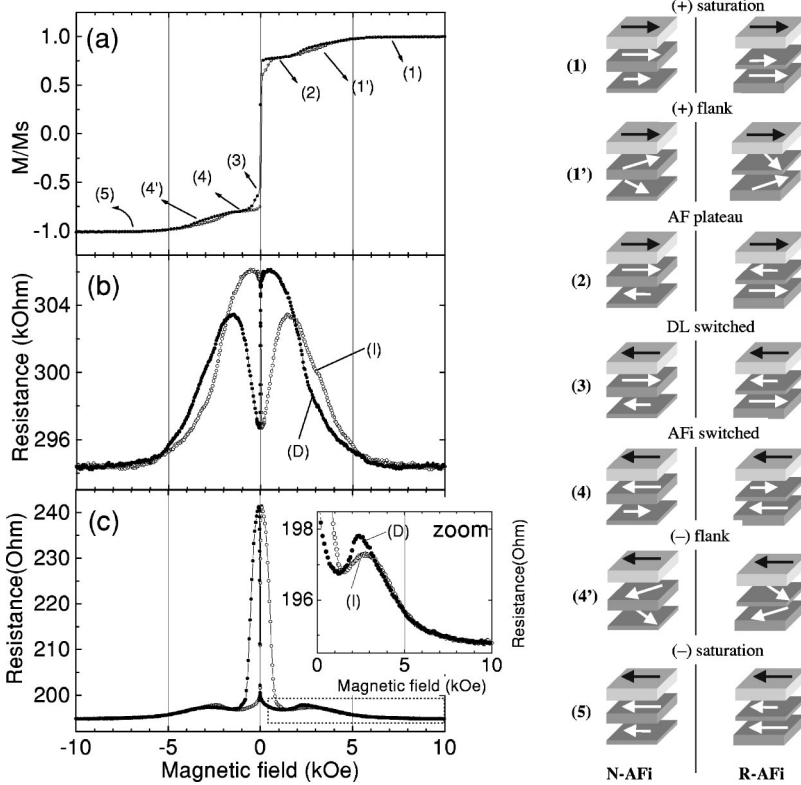 (a)
M/Ms
1.0
0.5
0.0
-0.5
-1.0
(1)
(1')
(2)
(3)
(4)
(4')
(5)
(b)
Resistance (kOhm)
304
300
296
(I)
(D)
(c)
Resistance(Ohm)
240
230
220
210
200
-10
-5
0
5
10
Magnetic field (kOe)
zoom
198
196
(D)
(I)
0
5
10
Magnetic field (kOe)
Resistance(Ohm)
(+) saturation
(1)
(+) flank
(1')
AF plateau
(2)
DL switched
(3)
AFi switched
(4)
(–) flank
(4')
(–) saturation
(5)
N-AFi
R-AFi